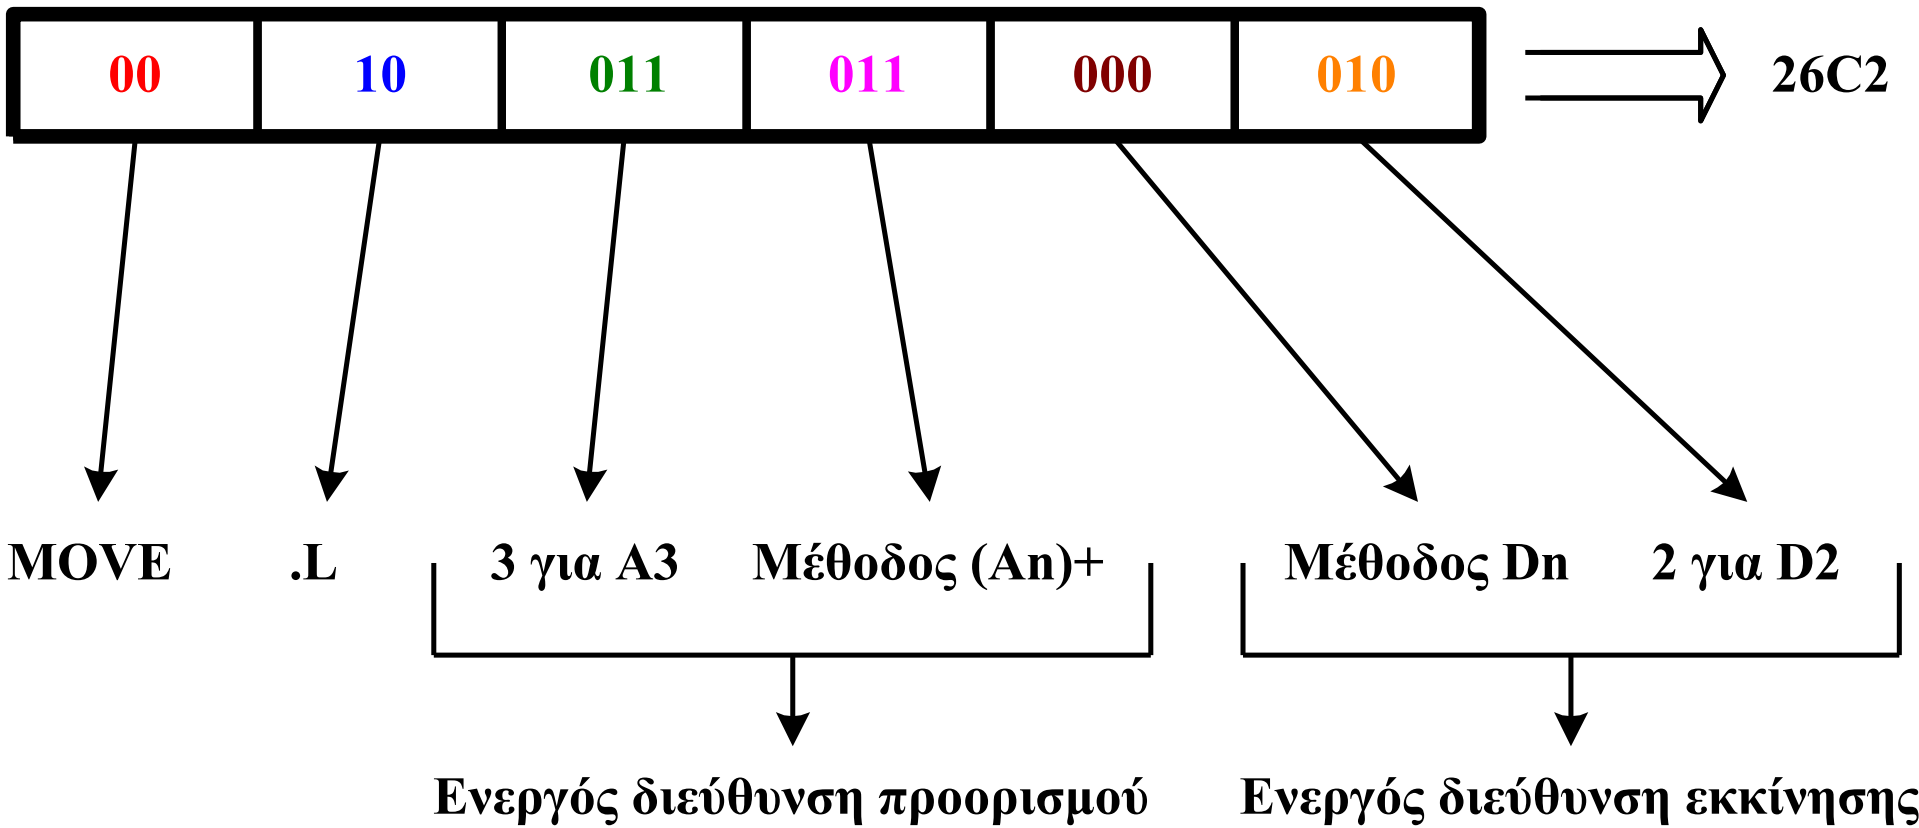 00 10 011 011 000 010 26C2
MOVE .L 3 για A3 Μέθοδος (An)+ Μέθοδος Dn 2 για D2
Ενεργός διεύθυνση προορισμού Ενεργός διεύθυνση εκκίνησης